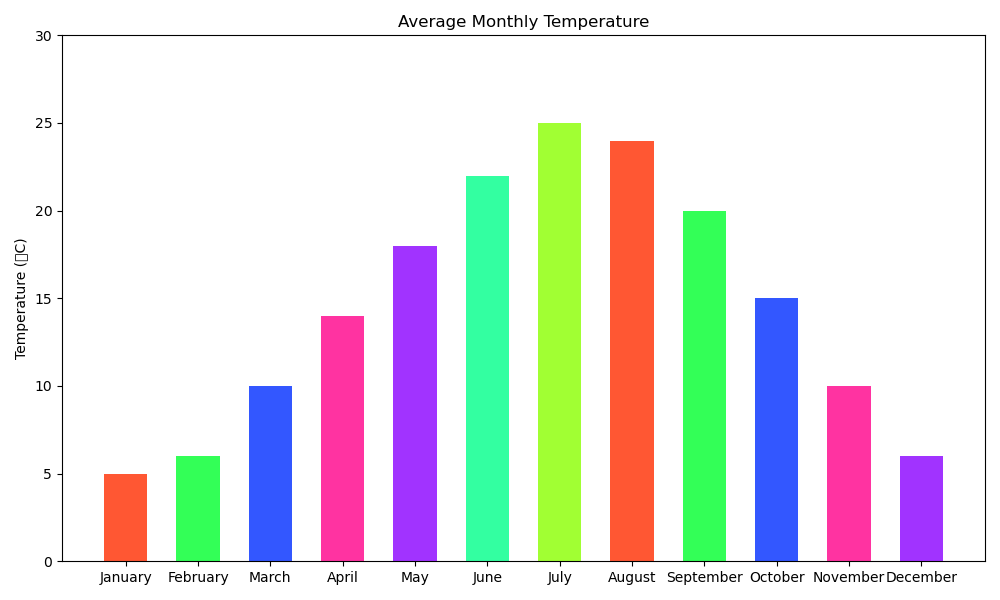 Average Monthly Temperature
30
25
20
15
10
5
0
Temperature (▯C)
January February March April May June July August September October November December